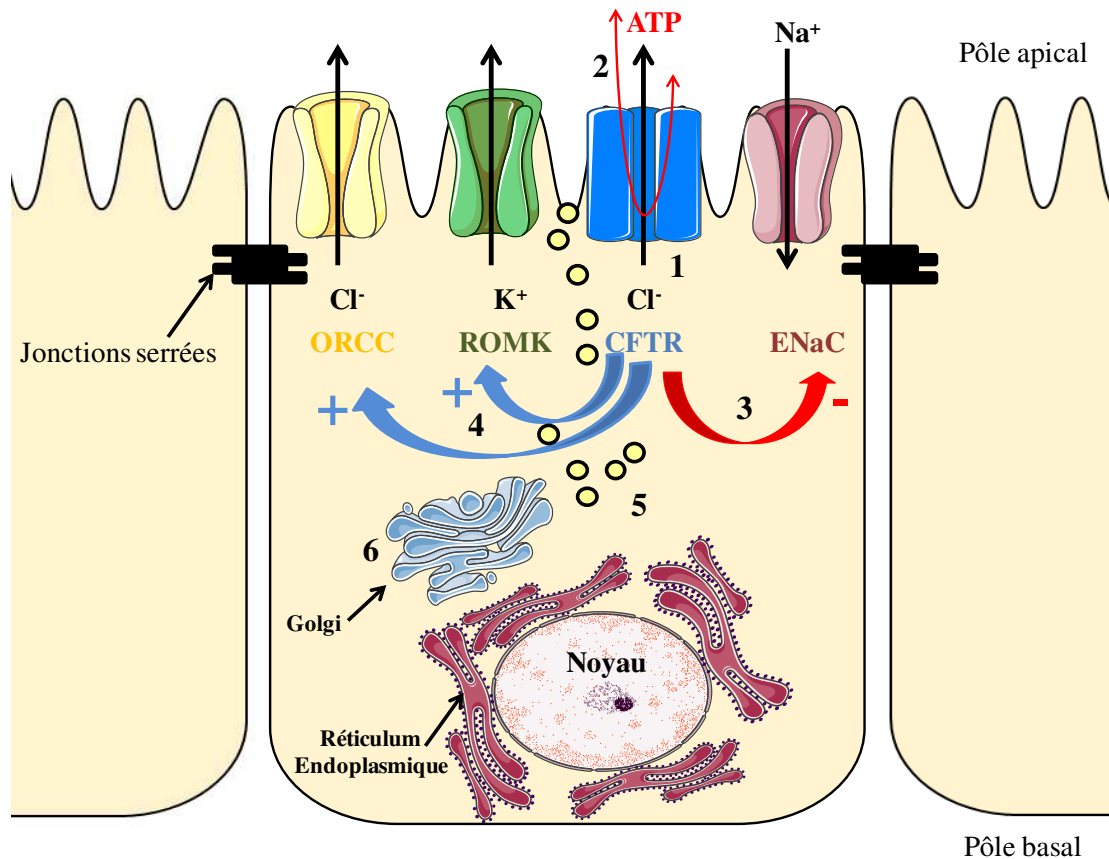 ATP
Na⁺
Pôle apical
2
1
Jonctions serrées
Cl⁻
K⁺
Cl⁻
ORCC
ROMK
CFTR
ENaC
+
+
4
3
-
5
6
Golgi
Noyau
Réticulum
Endoplasmique
Pôle basal